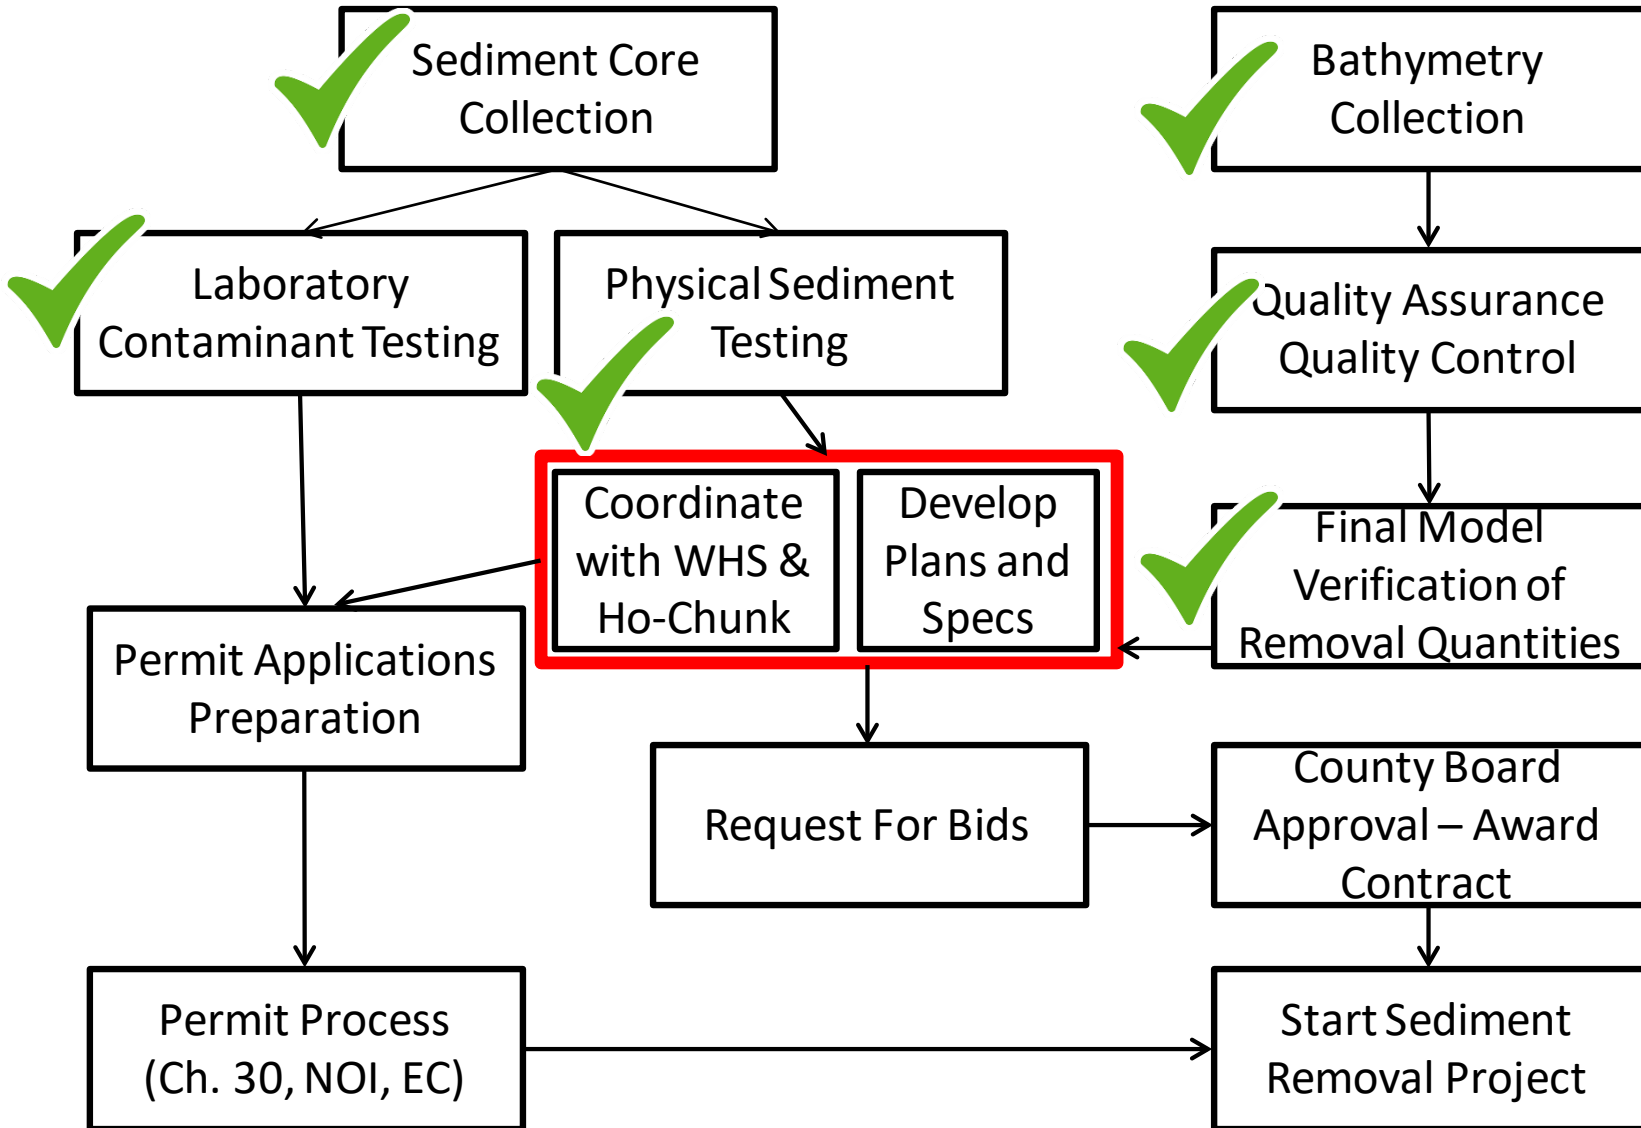 Sediment Core
Collection
Bathymetry
Collection
Laboratory
Contaminant Testing
Physical Sediment
Testing
Quality Assurance
Quality Control
Coordinate
with WHS &
Ho-Chunk
Develop
Plans and
Specs
Final Model
Verification of
Removal Quantities
Permit Applications
Preparation
Request For Bids
County Board
Approval – Award
Contract
Permit Process
(Ch. 30, NOI, EC)
Start Sediment
Removal Project